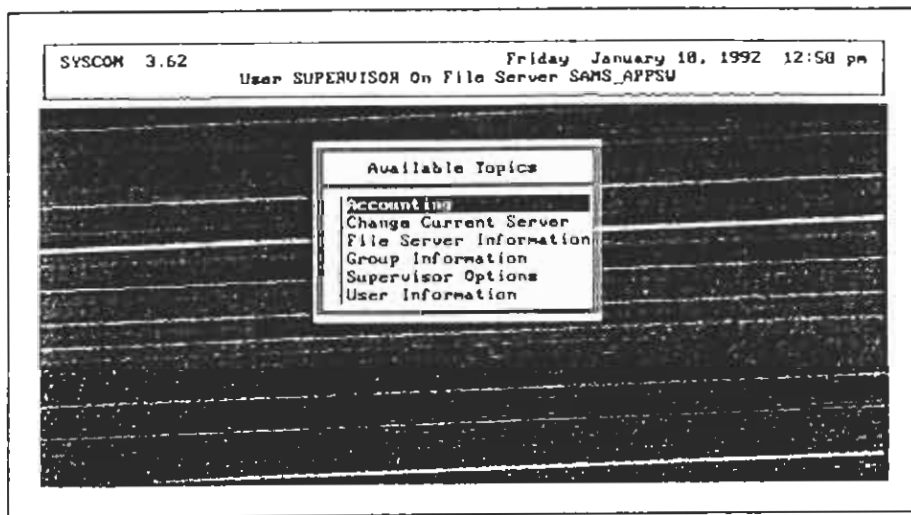 SYSCON 3.62 Friday January 10, 1992 12:50 pm
User SUPERVISOR On File Server SAMS_APPSW
Available Topics
Accounting
Change Current Server
File Server Information
Group Information
Supervisor Options
User Information